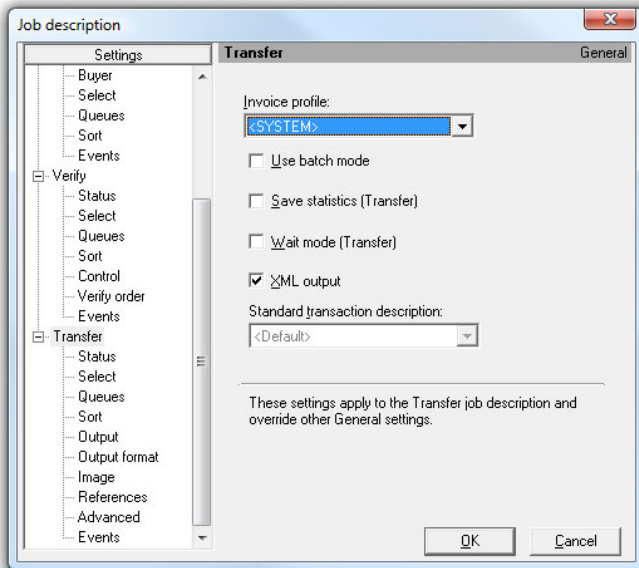 Job description
Settings
Buyer
Select
Queues
Sort
Events
Verify
Status
Select
Queues
Sort
Control
Verify order
Events
Transfer
Status
Select
Queues
Sort
Output
Output format
Image
References
Advanced
Events
Transfer General
Invoice profile:
<SYSTEM>
Use batch mode
Save statistics (Transfer)
Wait mode (Transfer)
XML output
Standard transaction description:
<Default>
These settings apply to the Transfer job description and
override other General settings.
OK Cancel